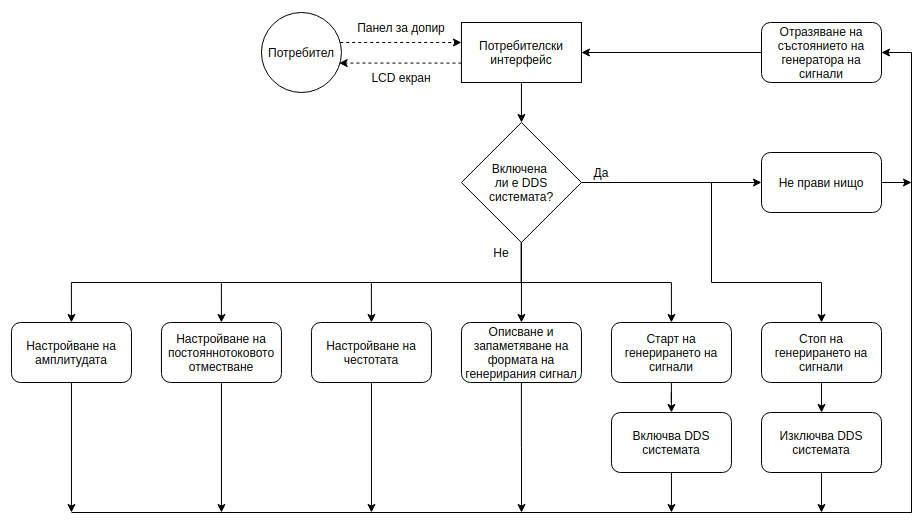 Панел за допир
Потребител
LCD екран
Потребителски
интерфейс
Отразяване на
състоянието на
генератора на
сигнали
Включена
ли е DDS
системата?
Да
Не прави нищо
Не
Настройване на
амплитудата
Настройване на
постояннотоковото
отместване
Настройване на
честотата
Описване и
запаметяване на
формата на
генерирания сигнал
Старт на
генерирането на
сигнали
Стоп на
генерирането на
сигнали
Включва DDS
системата
Изключва DDS
системата